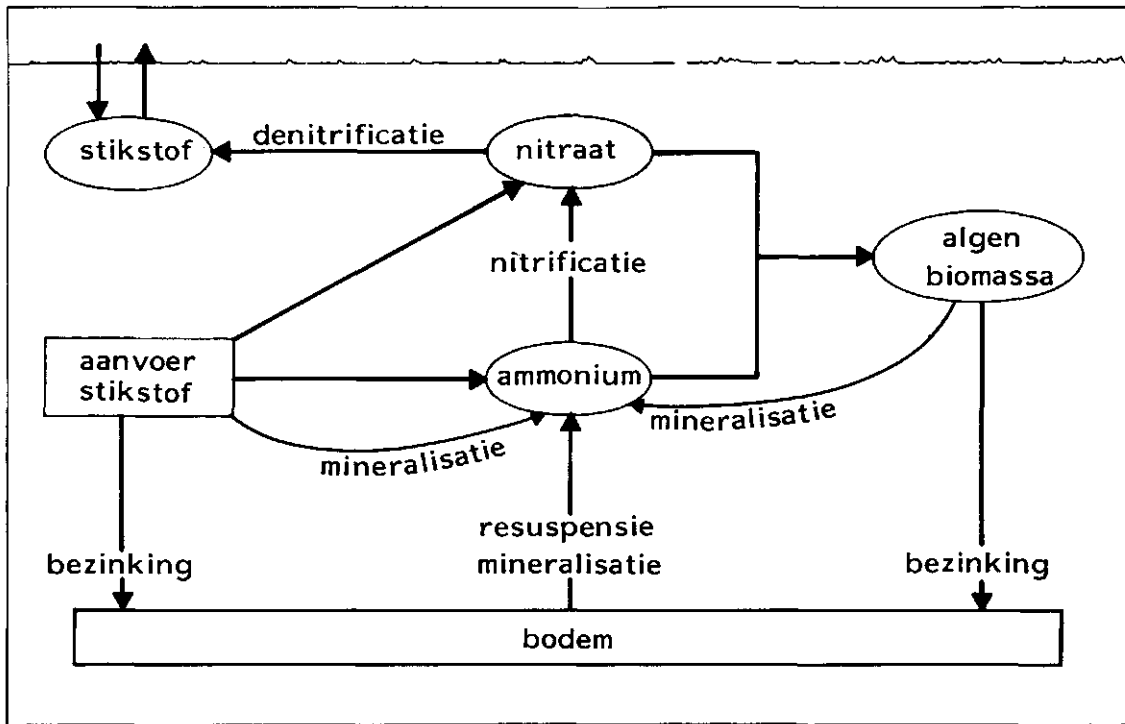 denitrificatie
stikstof
nitraat
algen
biomassa
nitrificatie
aanvoer
stikstof
ammonium
mineralisatie
mineralisatie
resuspensie
mineralisatie
bezinking
bezinking
bodem